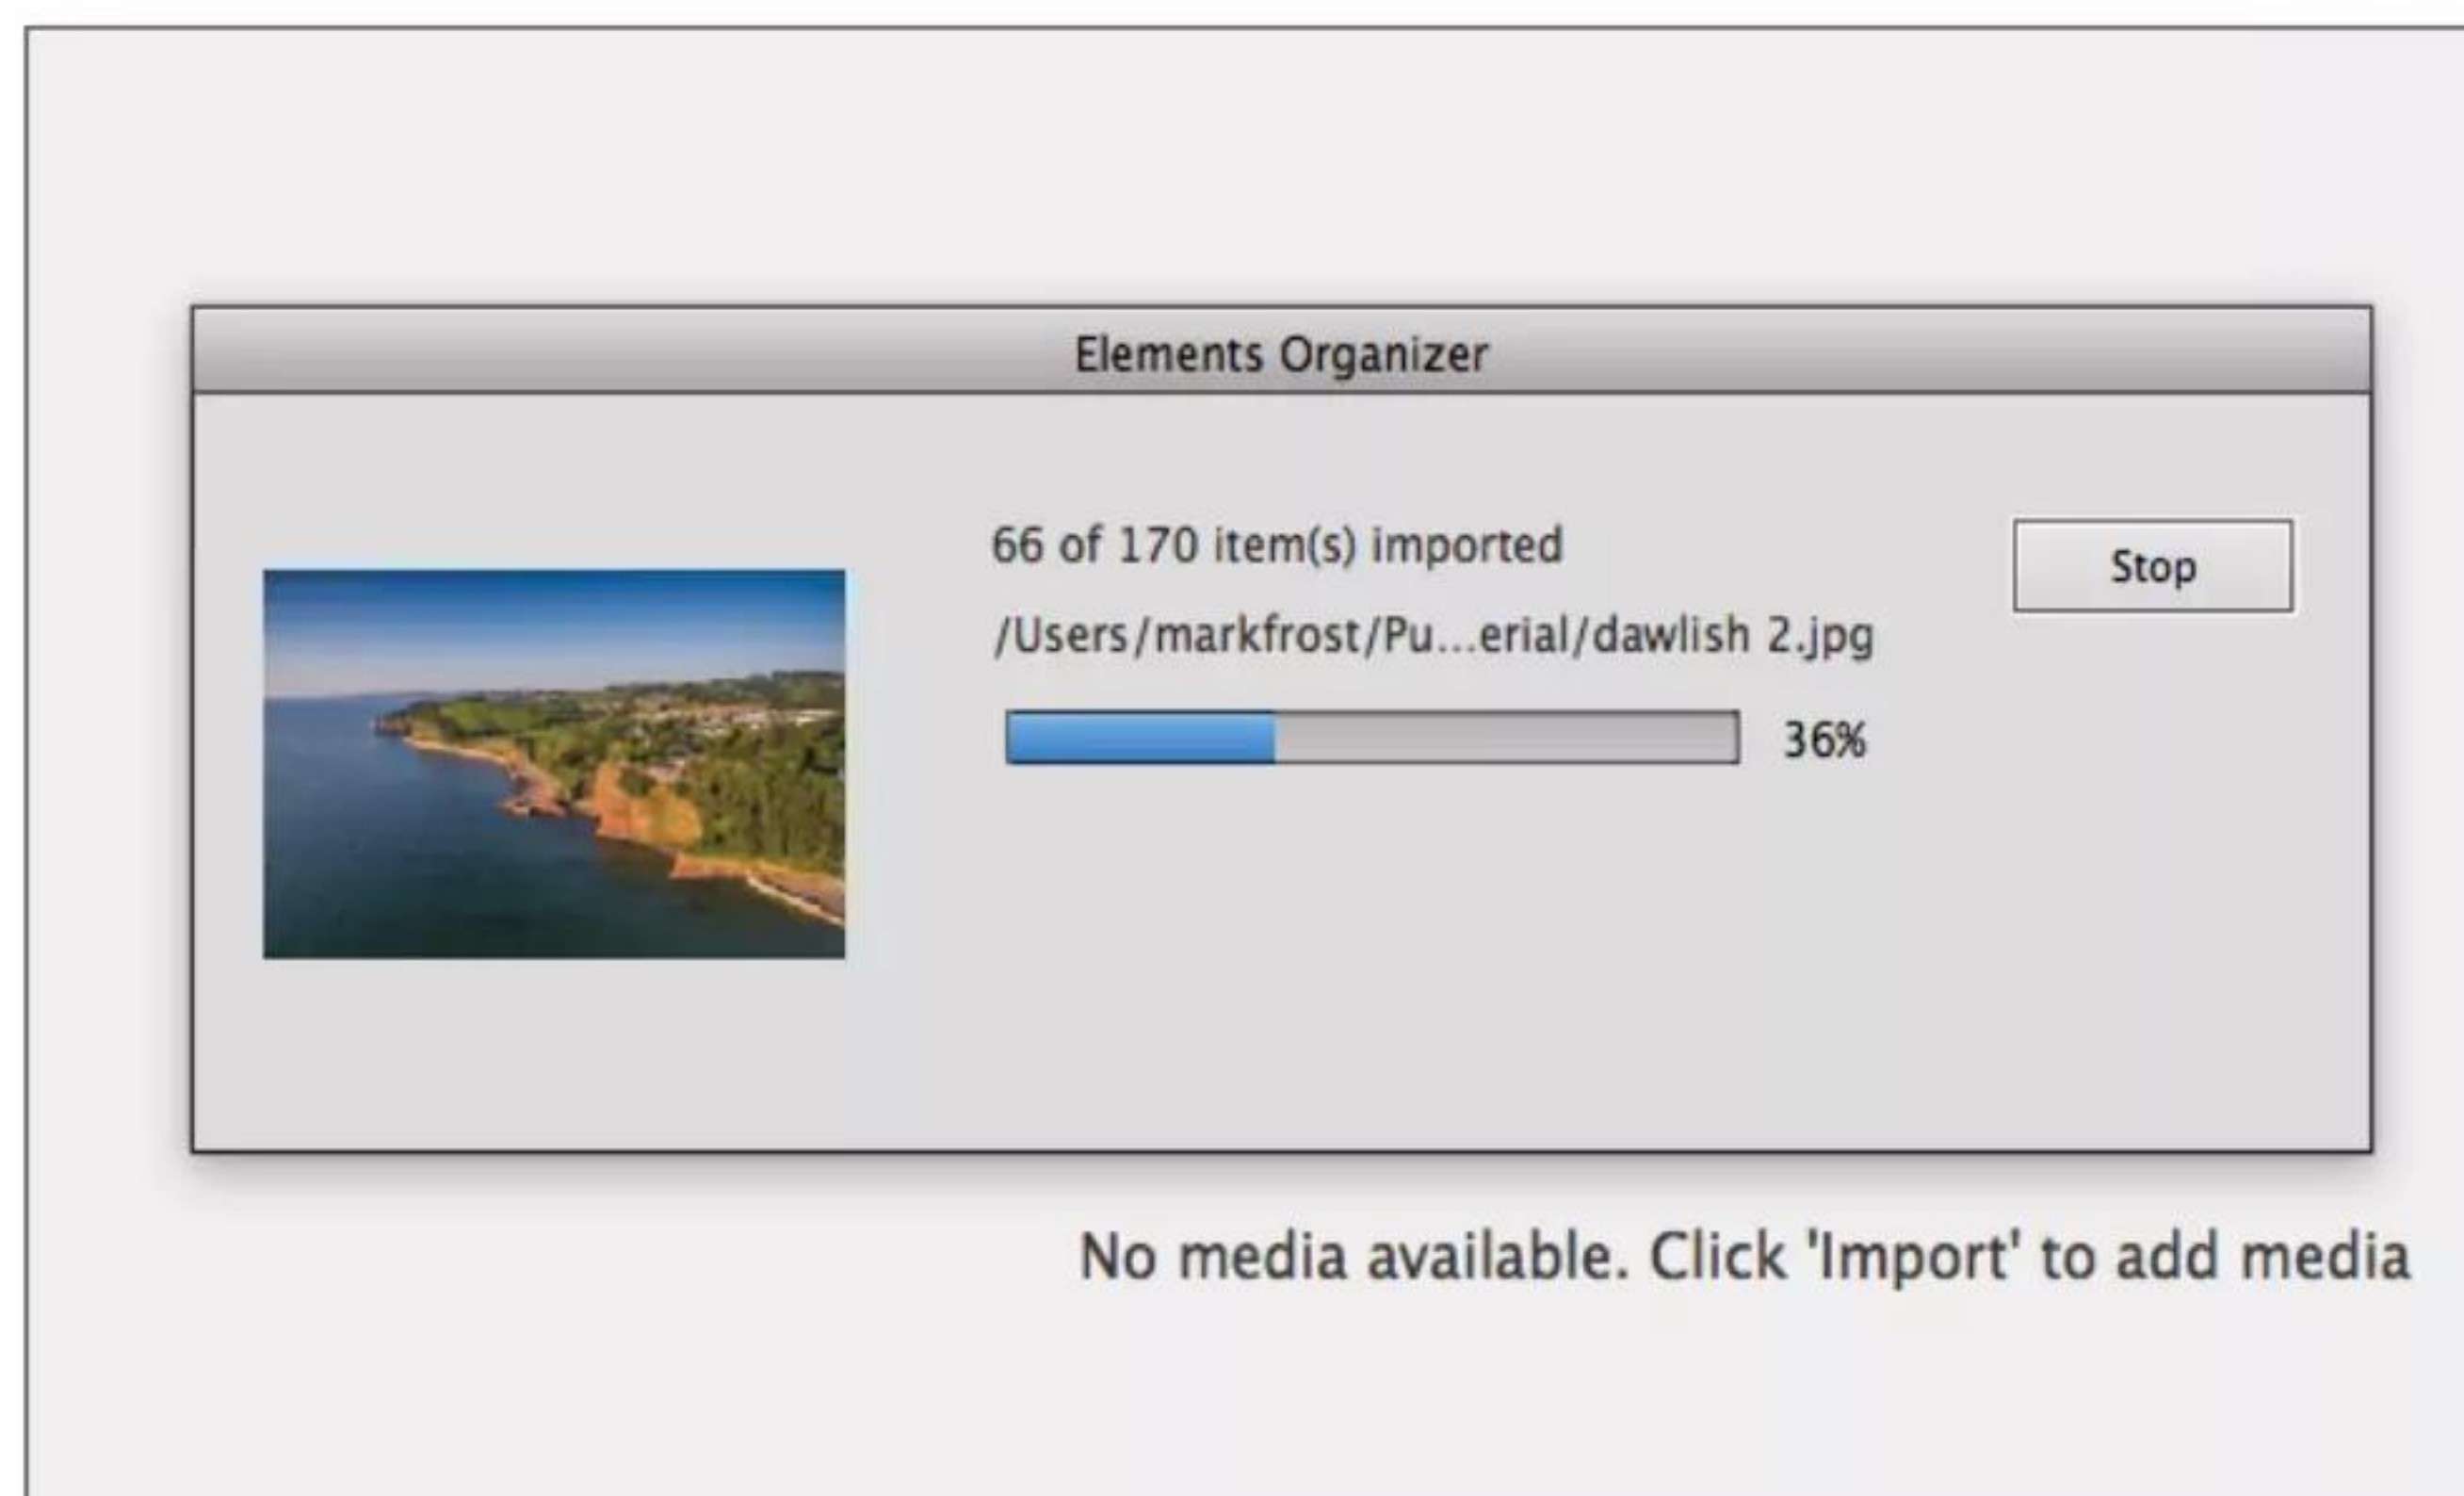 Elements Organizer
66 of 170 item(s) imported
Stop
/Users/markfrost/Pu...erial/dawlish 2.jpg
36%
No media available. Click 'Import' to add media